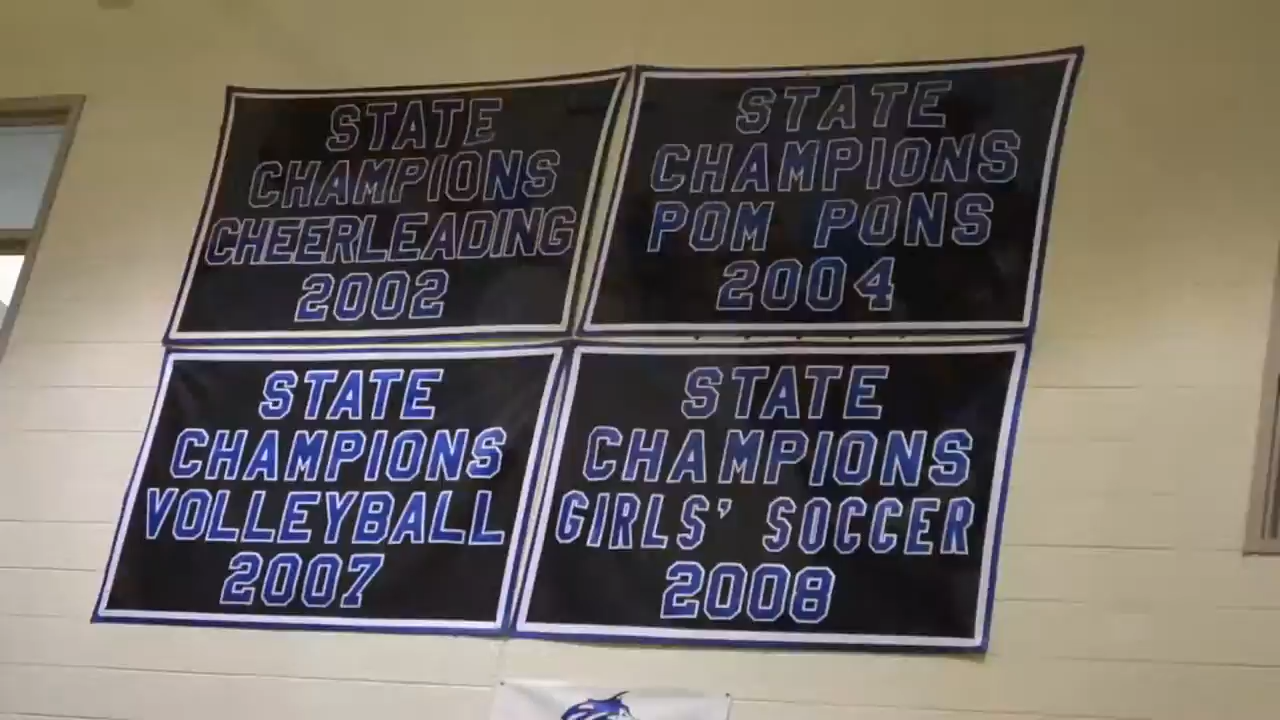 STATE
CHAMPIONS
CHEERLEADING
2002
STATE
CHAMPIONS
POM PONS
2004
STATE
CHAMPIONS
VOLLEYBALL
2007
STATE
CHAMPIONS
GIRLS' SOCCER
2008